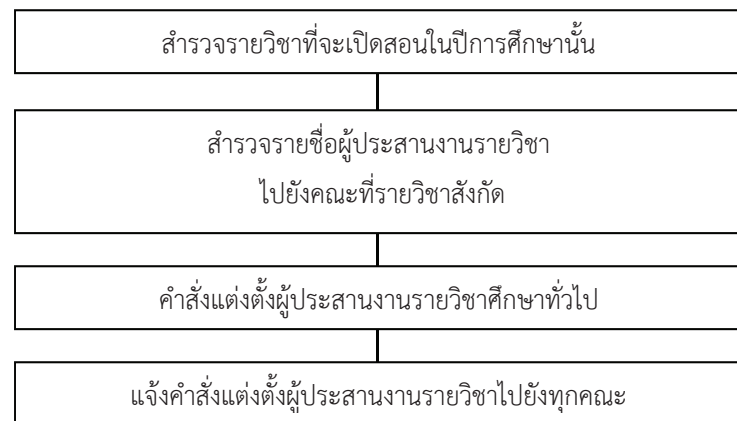 สำรวจรายวิชาที่จะเปิดสอนในปีการศึกษานั้น
สำรวจรายชื่อผู้ประสานงานรายวิชา
ไปยังคณะที่รายวิชาสังกัด
คำสั่งแต่งตั้งผู้ประสานงานรายวิชาศึกษาทั่วไป
แจ้งคำสั่งแต่งตั้งผู้ประสานงานรายวิชาไปยังทุกคณะ